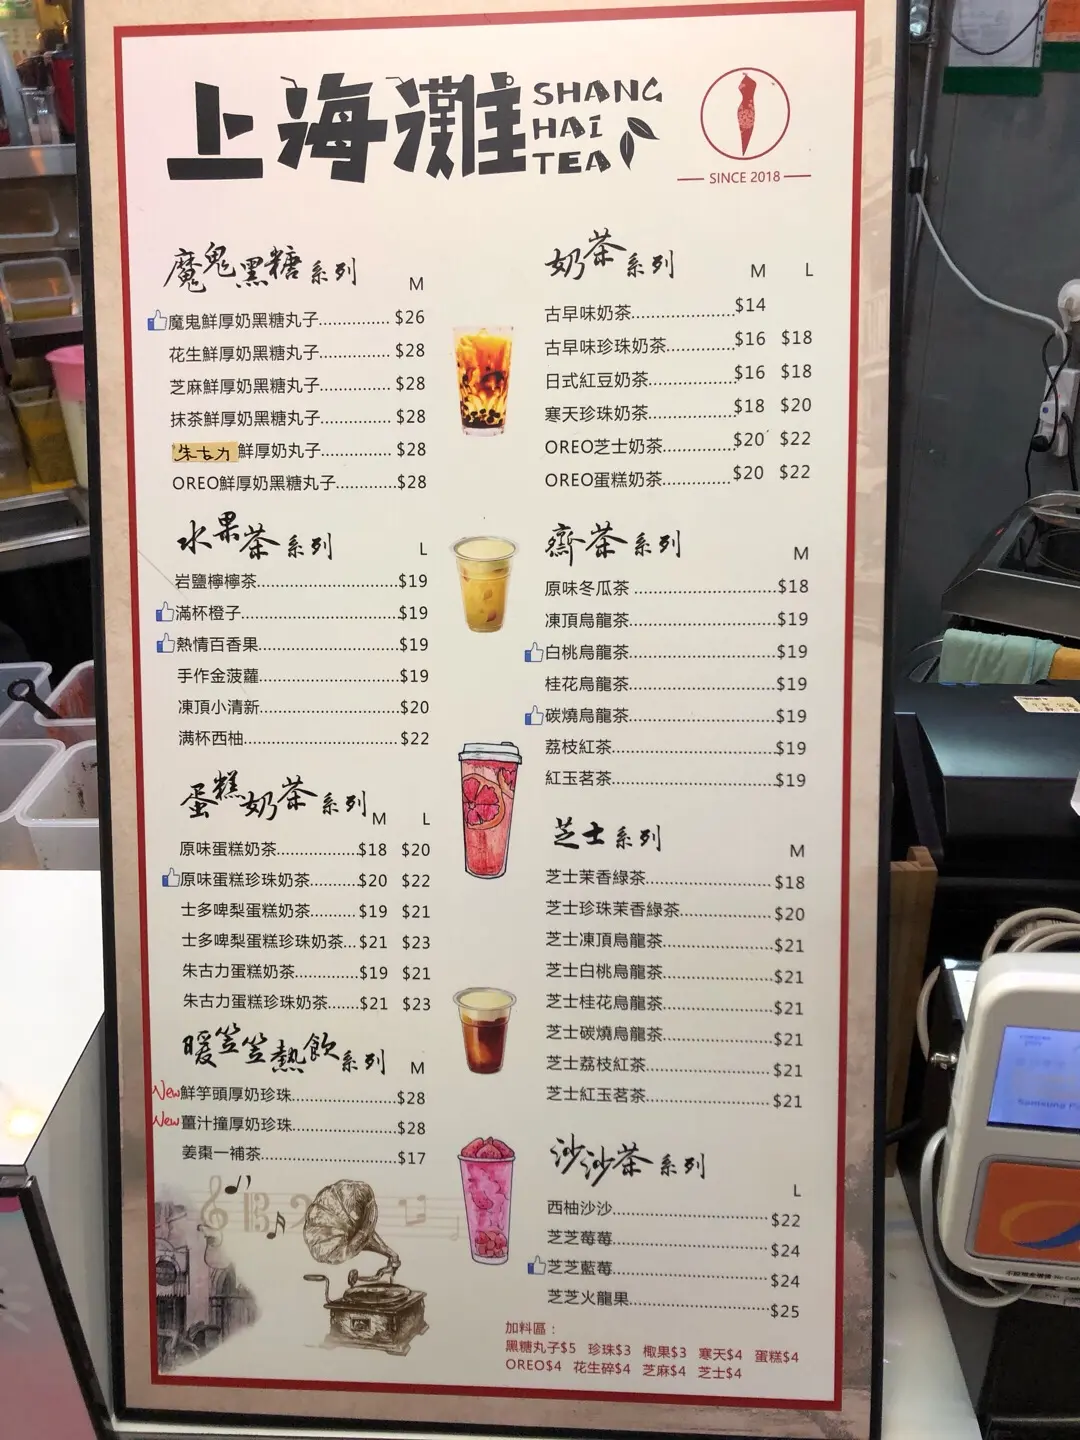 上海灘
SHANG
HAI
TEA
SINCE 2018
魔鬼黑糖系列 M
魔鬼鮮厚奶黑糖丸子 $26
花生鮮厚奶黑糖丸子 $28
芝麻鮮厚奶黑糖丸子 $28
抹茶鮮厚奶黑糖丸子 $28
朱古力鮮厚奶丸子 $28
OREO鮮厚奶黑糖丸子 $28
水果茶系列 L
岩鹽檸檸茶 $19
滿杯橙子 $19
熱情百香果 $19
手作金菠蘿 $19
凍頂小清新 $20
满杯西柚 $22
蛋糕奶茶系列 M L
原味蛋糕奶茶 $18 $20
原味蛋糕珍珠奶茶 $20 $22
士多啤梨蛋糕奶茶 $19 $21
士多啤梨蛋糕珍珠奶茶 $21 $23
朱古力蛋糕奶茶 $19 $21
朱古力蛋糕珍珠奶茶 $21 $23
暖笠笠熱飲系列 M
New鮮竽頭厚奶珍珠 $28
New薑汁撞厚奶珍珠 $28
姜棗一補茶 $17
奶茶系列 M L
古早味奶茶 $14
古早味珍珠奶茶 $16 $18
日式紅豆奶茶 $16 $18
寒天珍珠奶茶 $18 $20
OREO芝士奶茶 $20 $22
OREO蛋糕奶茶 $20 $22
齋茶系列 M
原味冬瓜茶 $18
凍頂烏龍茶 $19
白桃烏龍茶 $19
桂花烏龍茶 $19
碳燒烏龍茶 $19
荔枝紅茶 $19
紅玉茗茶 $19
芝士系列 M
芝士茉香綠茶 $18
芝士珍珠茉香綠茶 $20
芝士凍頂烏龍茶 $21
芝士白桃烏龍茶 $21
芝士桂花烏龍茶 $21
芝士碳燒烏龍茶 $21
芝士荔枝紅茶 $21
芝士紅玉茗茶 $21
沙沙茶系列 L
西柚沙沙 $22
芝芝莓莓 $24
芝芝藍莓 $24
芝芝火龍果 $25
加料區：
黑糖丸子$5 珍珠$3 椰果$3 寒天$4 蛋糕$4
OREO$4 花生碎$4 芝麻$4 芝士$4